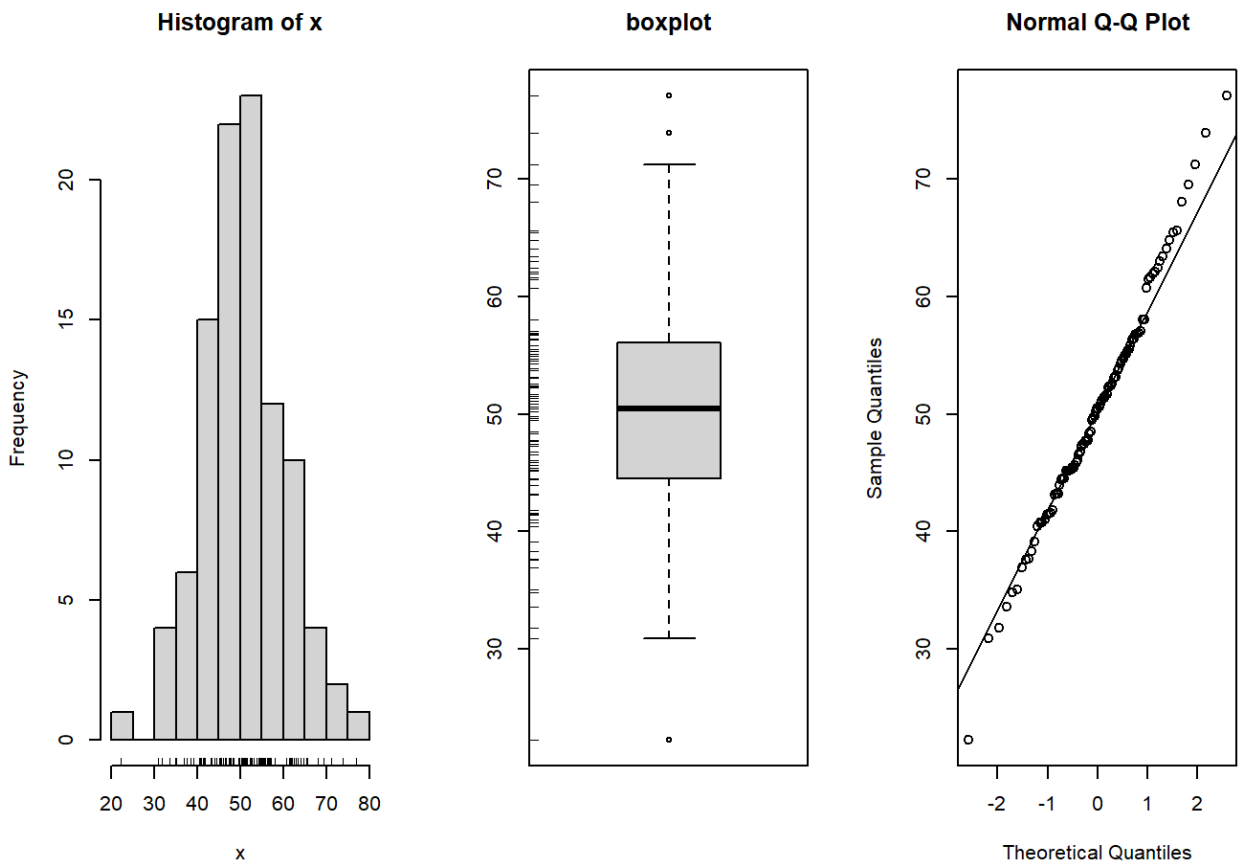 Histogram of x
Frequency
20
15
10
5
0
20 30 40 50 60 70 80
x
boxplot
70
60
50
40
30
Normal Q-Q Plot
Sample Quantiles
70
60
50
40
30
-2 -1 0 1 2
Theoretical Quantiles